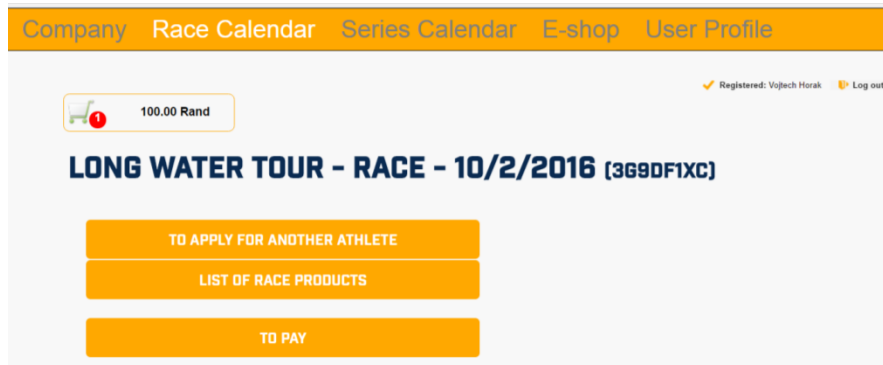 Company Race Calendar Series Calendar E-shop User Profile
Registered: Vojtech Horak Log out
1 100.00 Rand
LONG WATER TOUR - RACE - 10/2/2016 (3G9DF1XC)
TO APPLY FOR ANOTHER ATHLETE
LIST OF RACE PRODUCTS
TO PAY